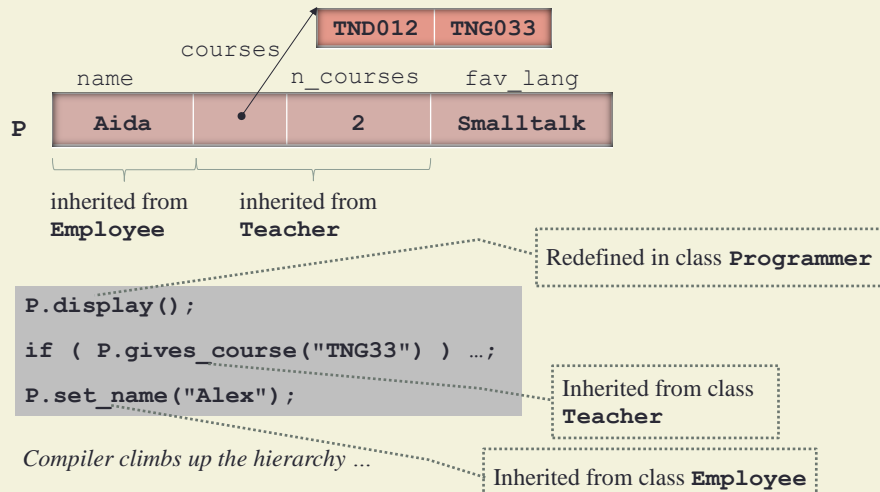 TND012 TNG033
courses
name n_courses fav_lang
P Aida 2 Smalltalk
inherited from
Employee
inherited from
Teacher
Redefined in class Programmer
P.display();
if ( P.gives_course("TNG33") ) …;
P.set_name("Alex");
Inherited from class
Teacher
Compiler climbs up the hierarchy …
Inherited from class Employee